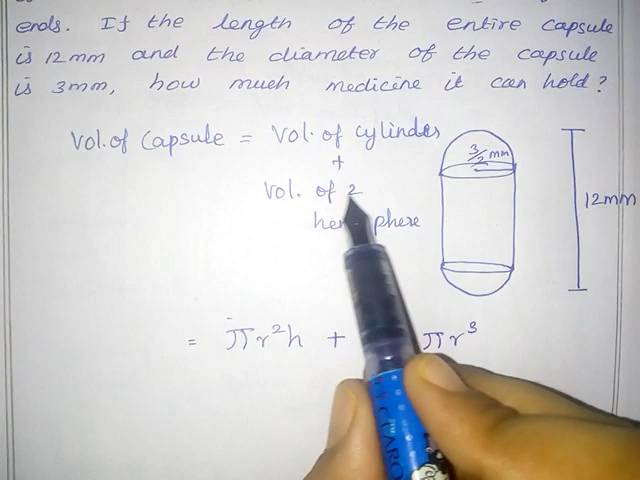 ends. If the length of the entire capsule
is 12mm and the diameter of the capsule
is 3mm, how much medicine it can hold?
Vol. of Capsule = Vol. of cylinder
+
Vol. of 2
3/2 mm
12mm
= πr²h + πr³